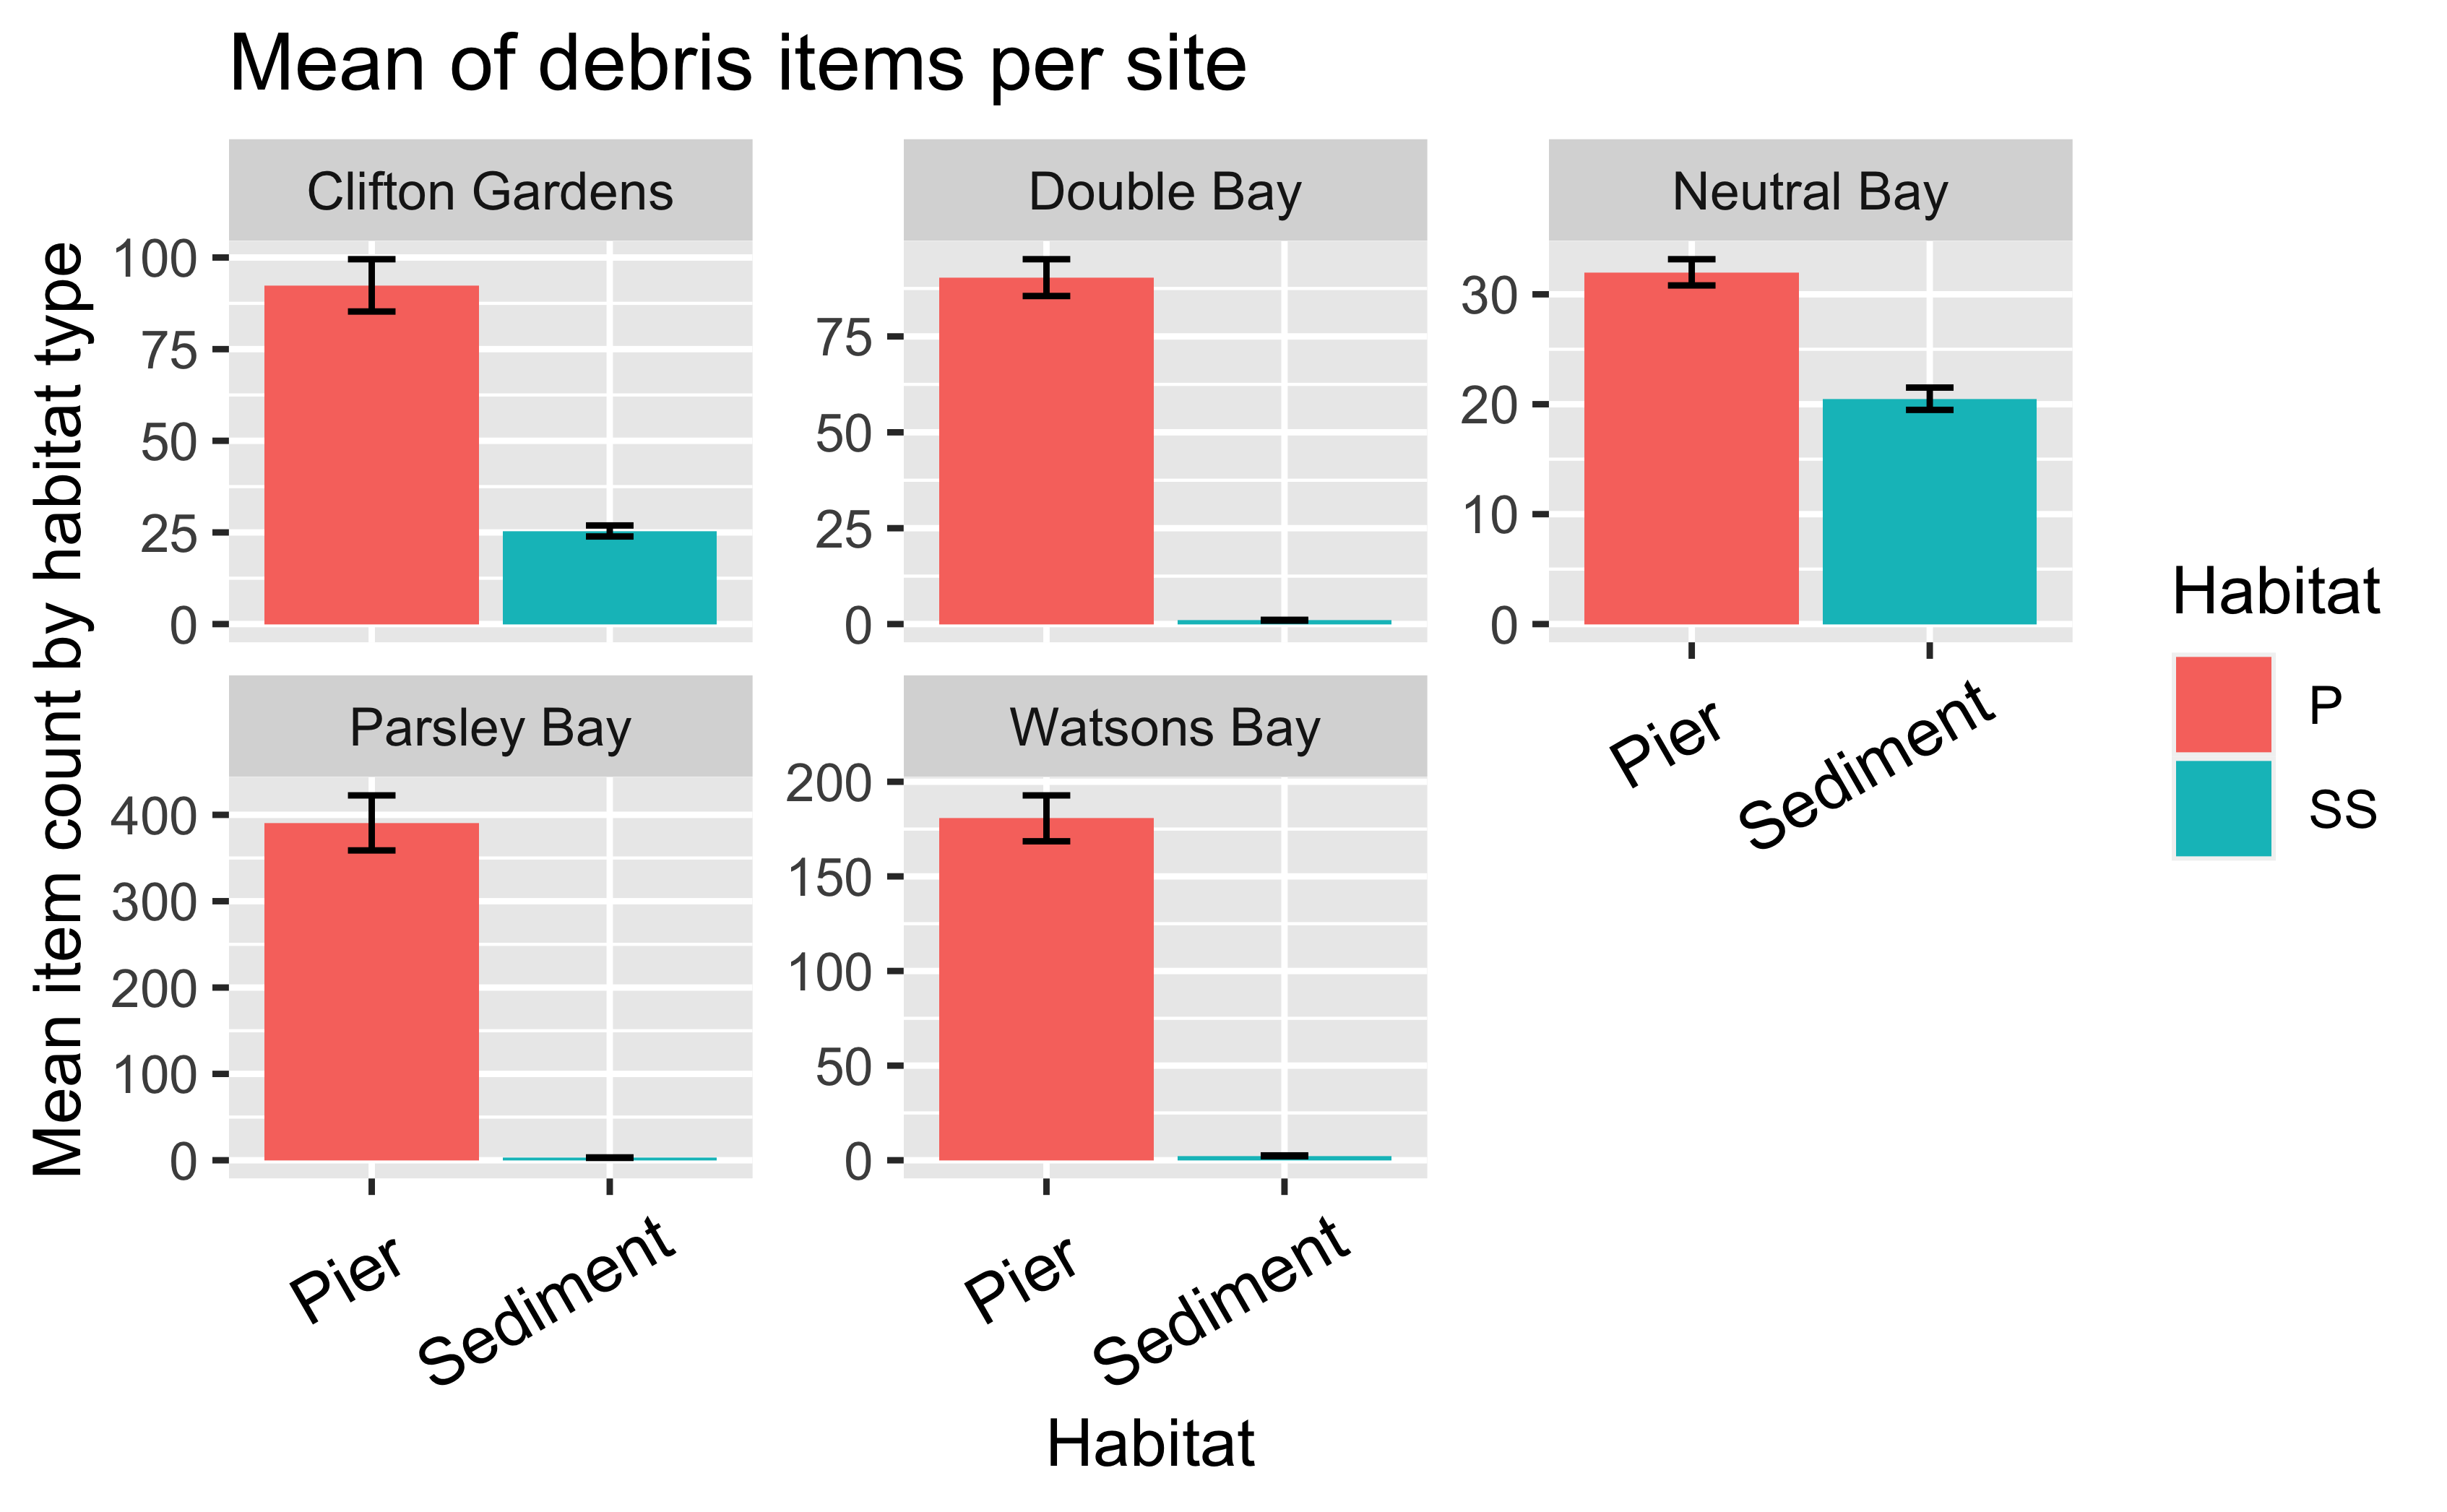 Mean of debris items per site
Mean item count by habitat type
Clifton Gardens
100
75
50
25
0
Double Bay
75
50
25
0
Neutral Bay
30
20
10
0
Pier
Sediment
Parsley Bay
400
300
200
100
0
Pier
Sediment
Watsons Bay
200
150
100
50
0
Pier
Sediment
Habitat
Habitat
P
SS